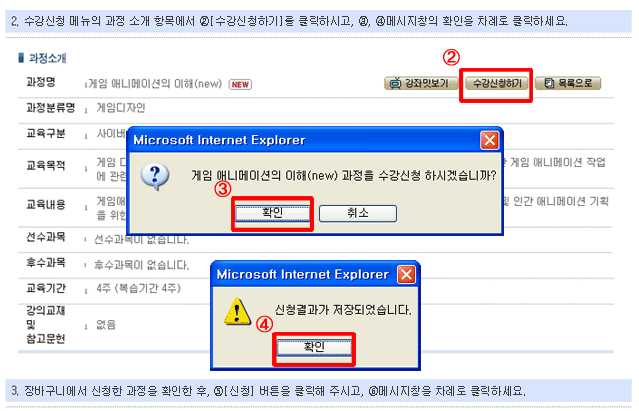 2. 수강신청 메뉴의 과정 소개 항목에서 ②[수강신청하기]를 클릭하시고, ③, ④메시지창의 확인을 차례로 클릭하세요.
과정소개
②
과정명 : 게임 애니메이션의 이해(new) NEW 강좌맛보기 수강신청하기 목록으로
과정분류명 : 게임디자인
교육구분 : 사이버
Microsoft Internet Explorer
교육목적 : 게임 게임 애니메이션 작업
에 관련
게임 애니메이션의 이해(new) 과정을 수강신청 하시겠습니까?
③
교육내용 : 게임애 및 인간 애니메이션 기획
을 위한
확인 취소
선수과목 : 선수과목이 없습니다.
후수과목 : 후수과목이 없습니다.
Microsoft Internet Explorer
교육기간 : 4주 (복습기간 4주)
신청결과가 저장되었습니다.
강의교재
및 : 없음
참고문헌
④
확인
3. 장바구니에서 신청한 과정을 확인한 후, ⑤[신청] 버튼을 클릭해 주시고, ⑥메시지창을 차례로 클릭하세요.